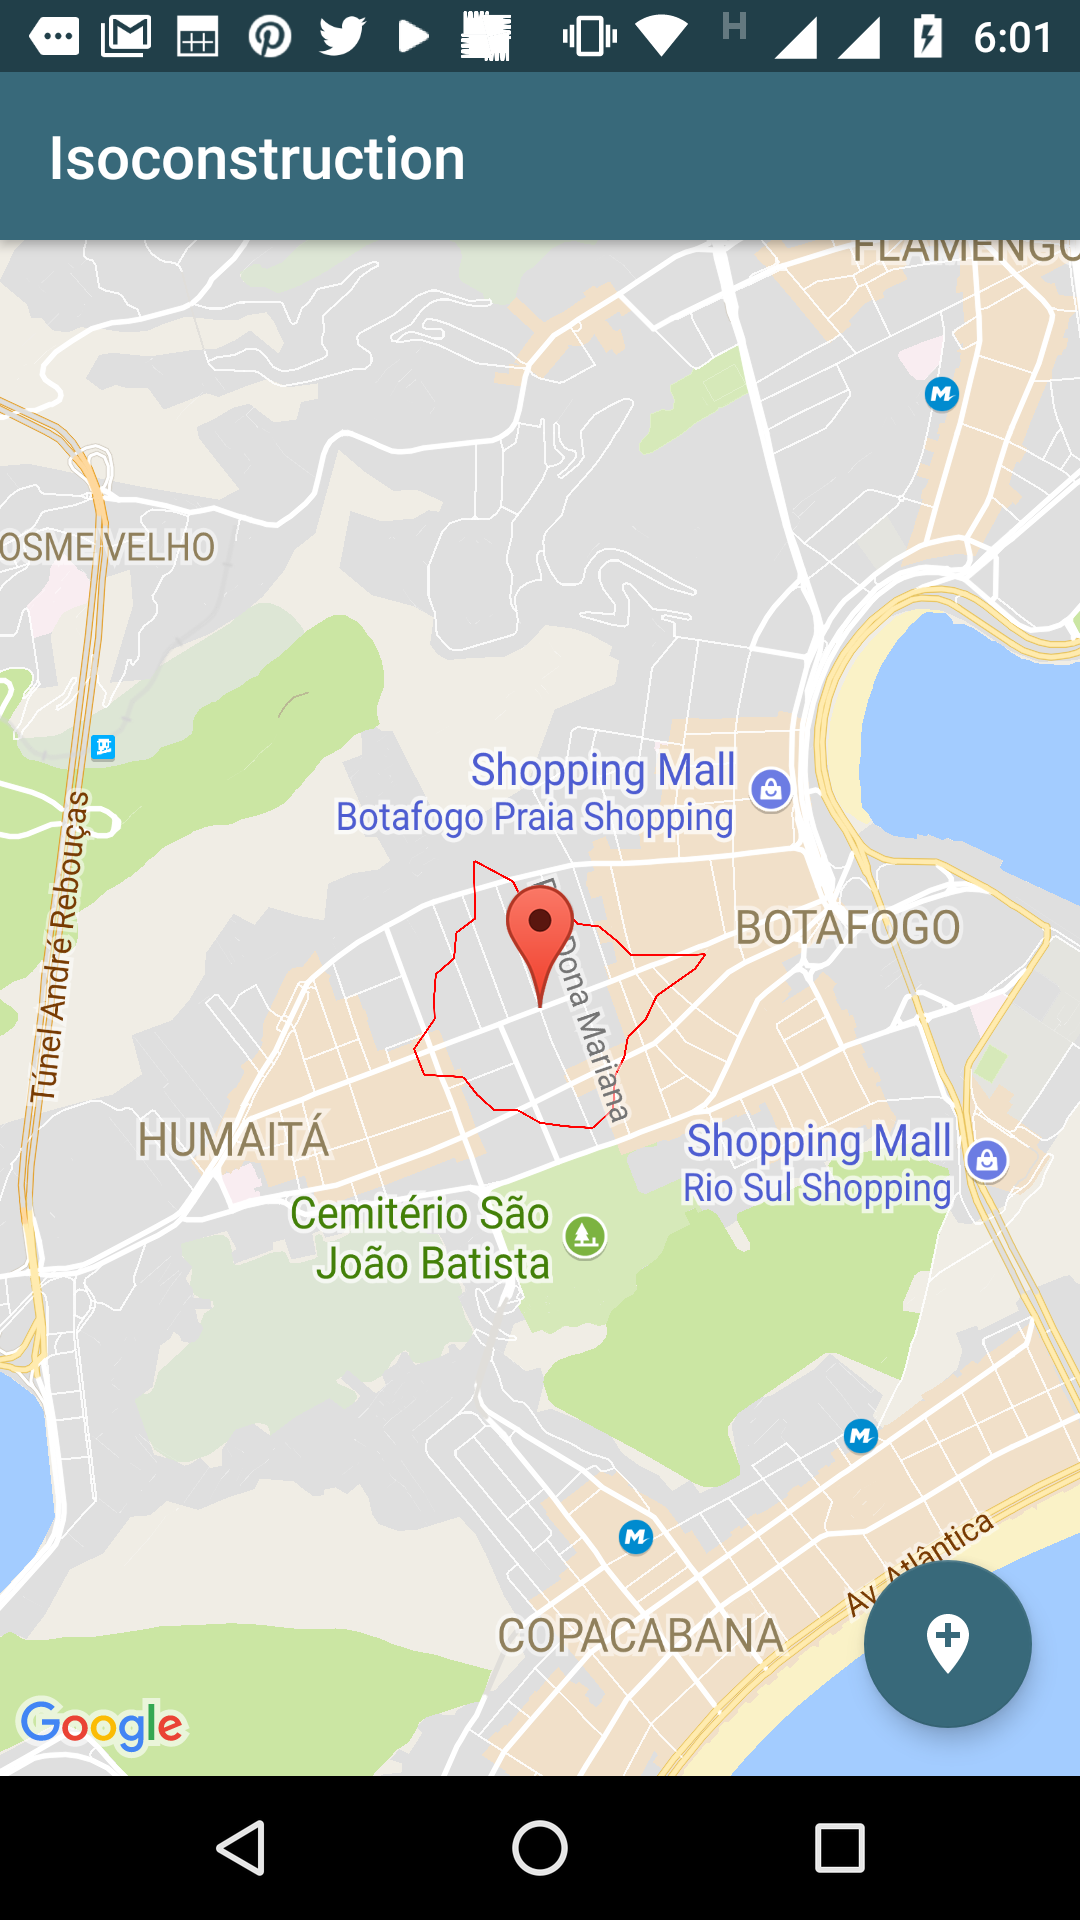 H
6:01
Isoconstruction
FLAMENGO
OSME VELHO
Shopping Mall
Botafogo Praia Shopping
Túnel André Rebouças
BOTAFOGO
Dona Mariana
HUMAITÁ
Shopping Mall
Rio Sul Shopping
Cemitério São
João Batista
Av. Atlântica
COPACABANA
Google